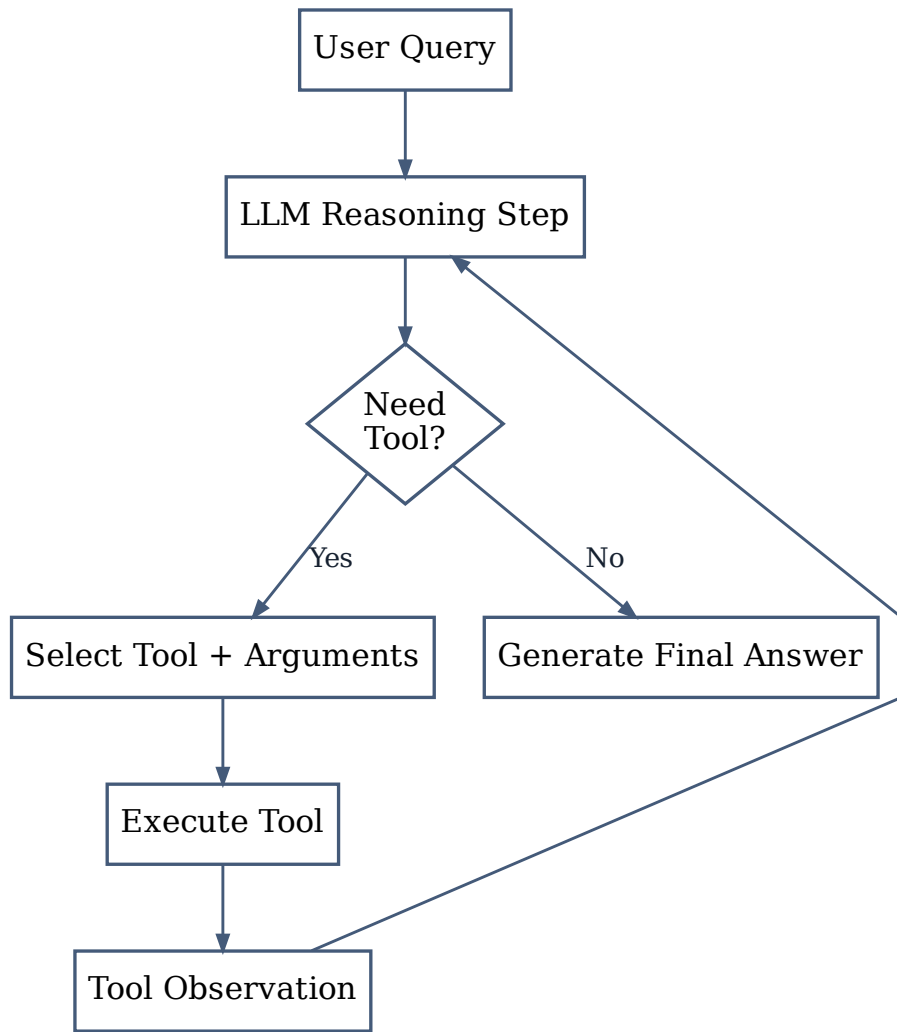 User Query
LLM Reasoning Step
Need
Tool?
Yes
No
Select Tool + Arguments
Generate Final Answer
Execute Tool
Tool Observation